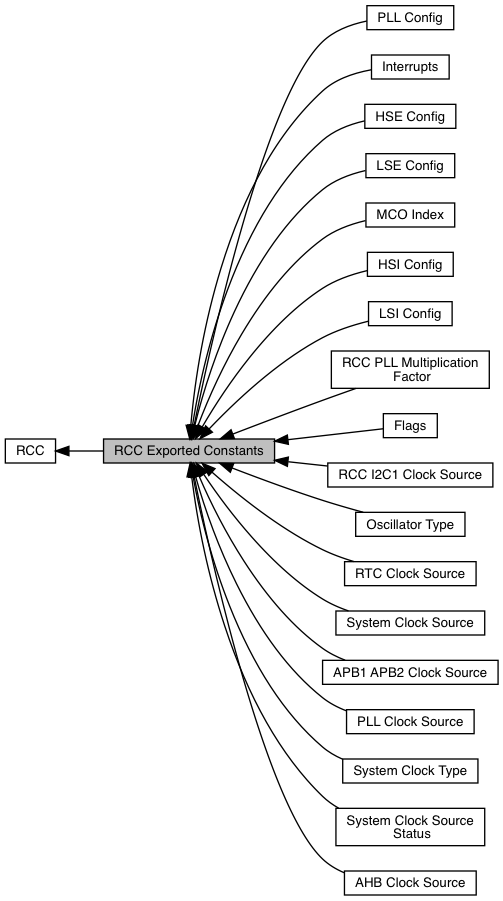 PLL Config
Interrupts
HSE Config
LSE Config
MCO Index
HSI Config
LSI Config
RCC PLL Multiplication
Factor
Flags
RCC
RCC Exported Constants
RCC I2C1 Clock Source
Oscillator Type
RTC Clock Source
System Clock Source
APB1 APB2 Clock Source
PLL Clock Source
System Clock Type
System Clock Source
Status
AHB Clock Source